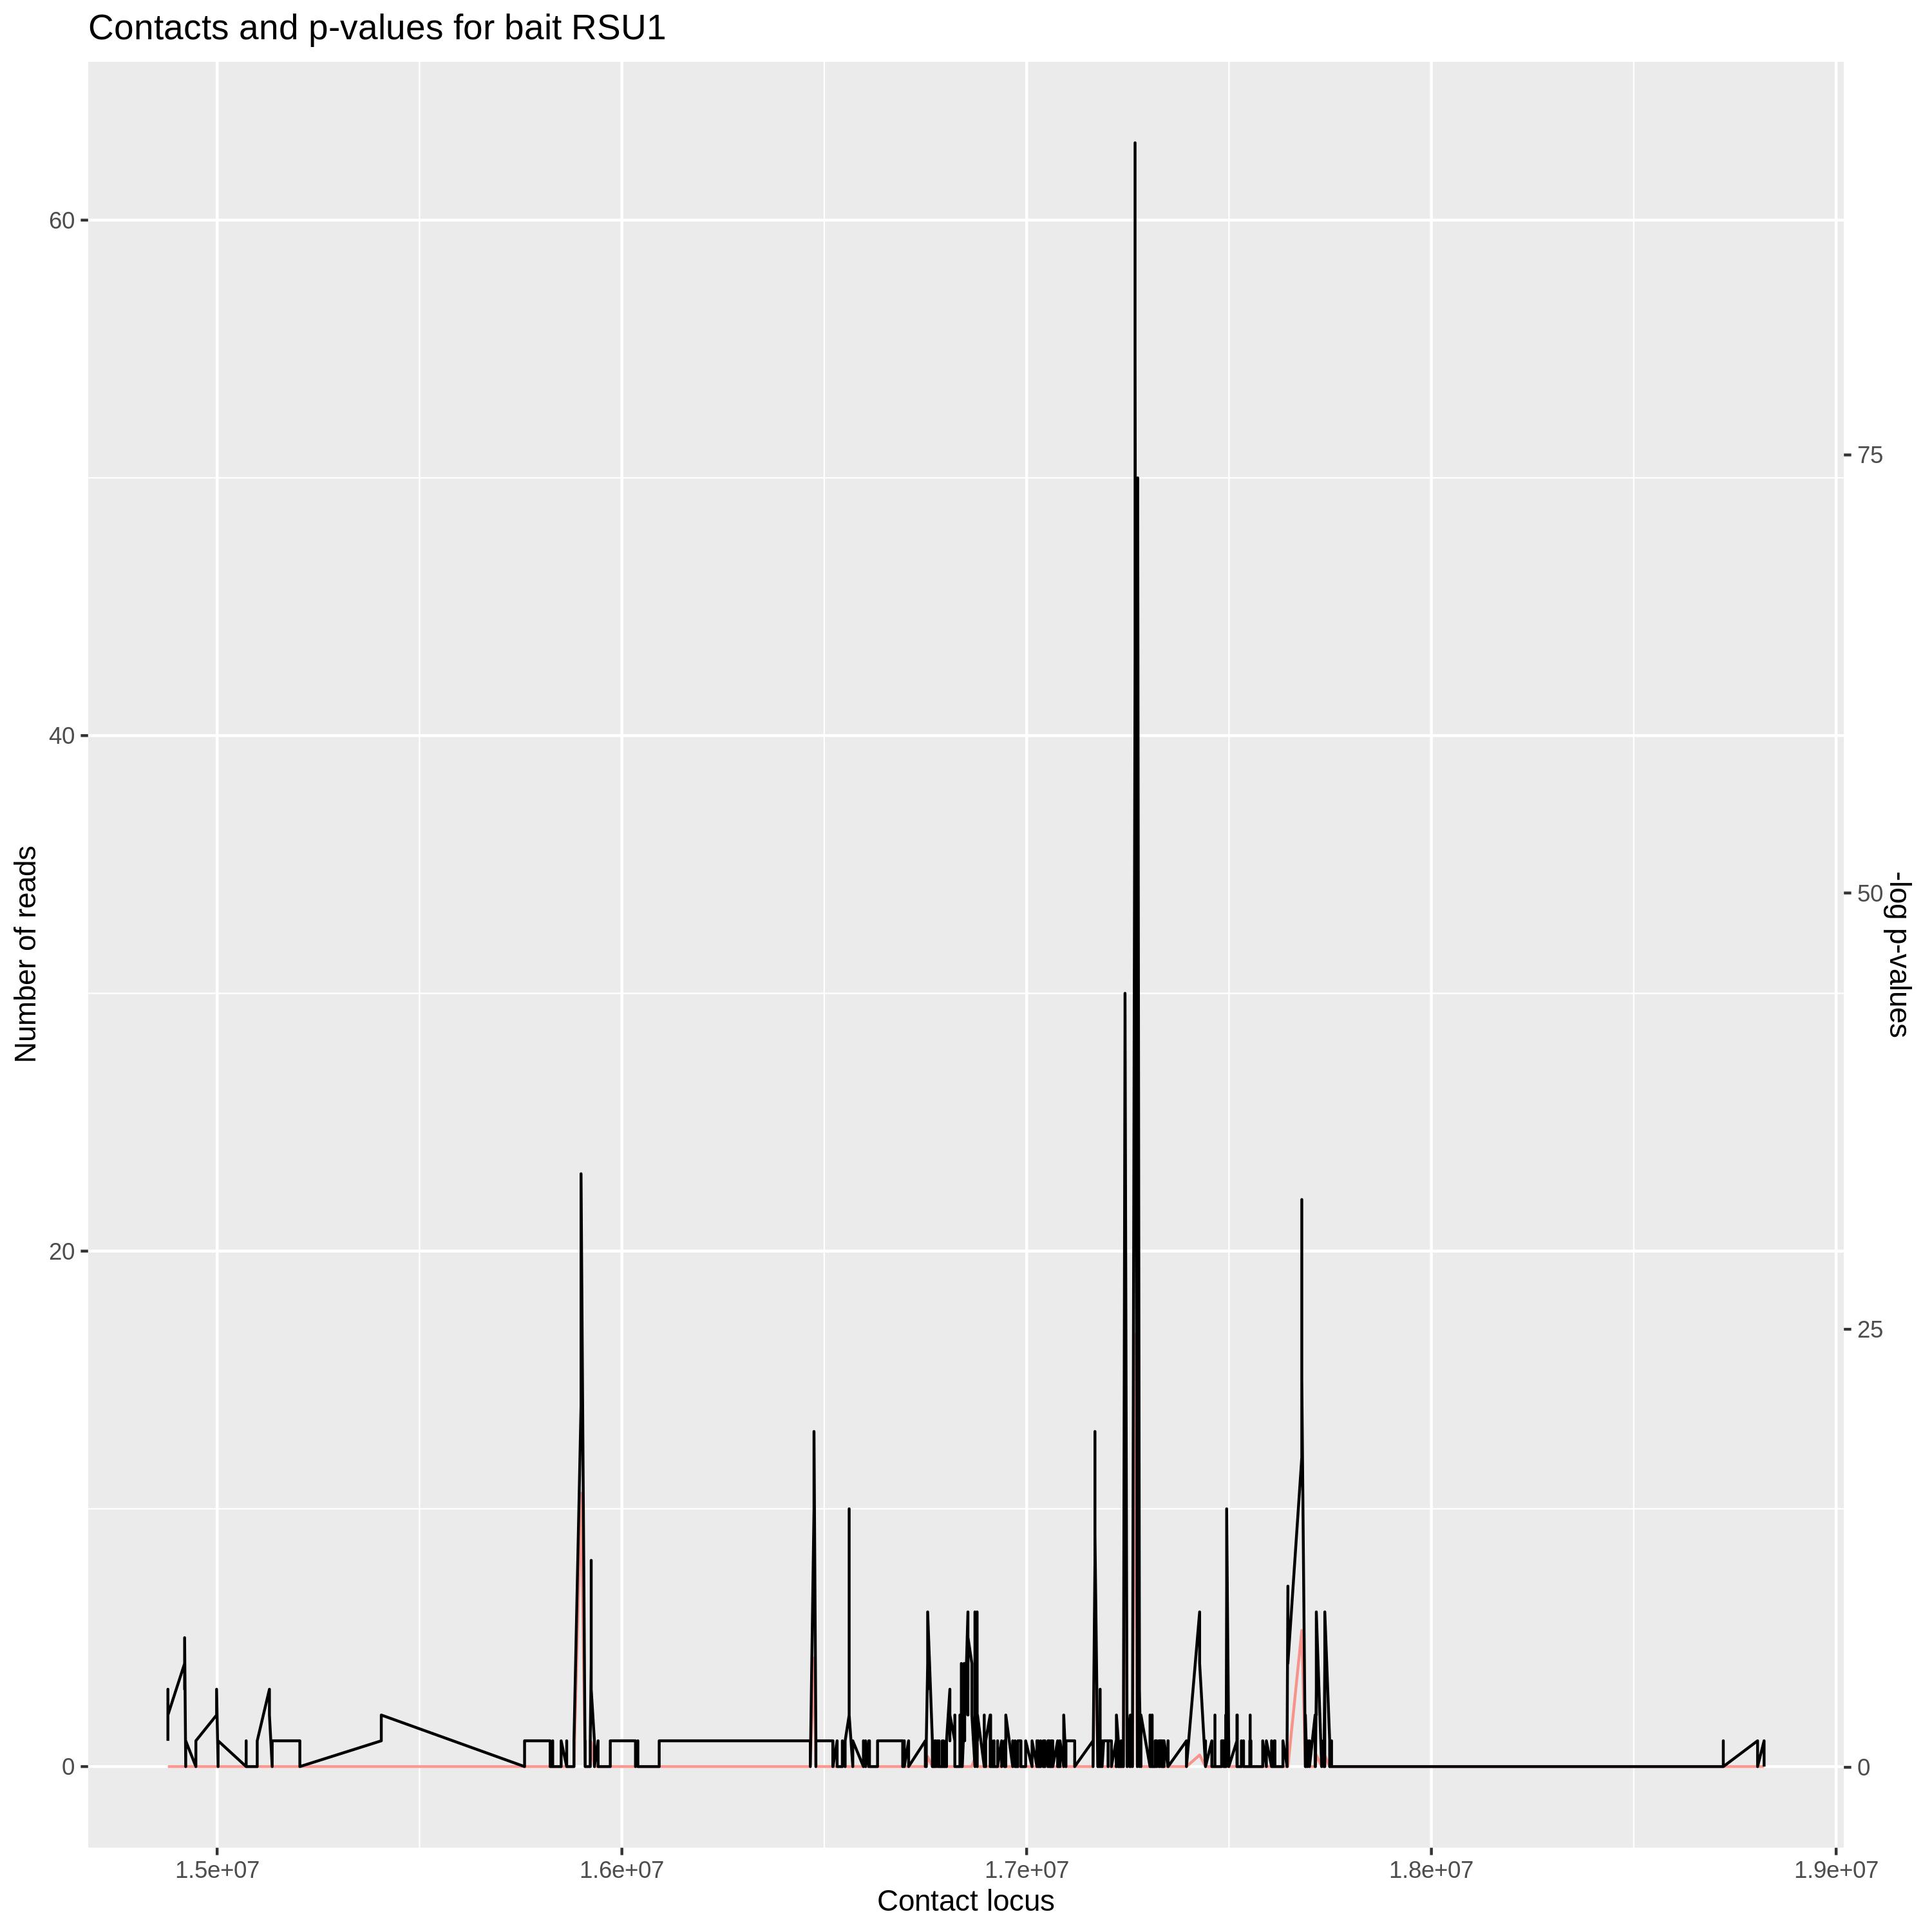 Contacts and p-values for bait RSU1
60
40
20
0
75
50
25
0
Number of reads
-log p-values
1.5e+07
1.6e+07
1.7e+07
1.8e+07
1.9e+07
Contact locus